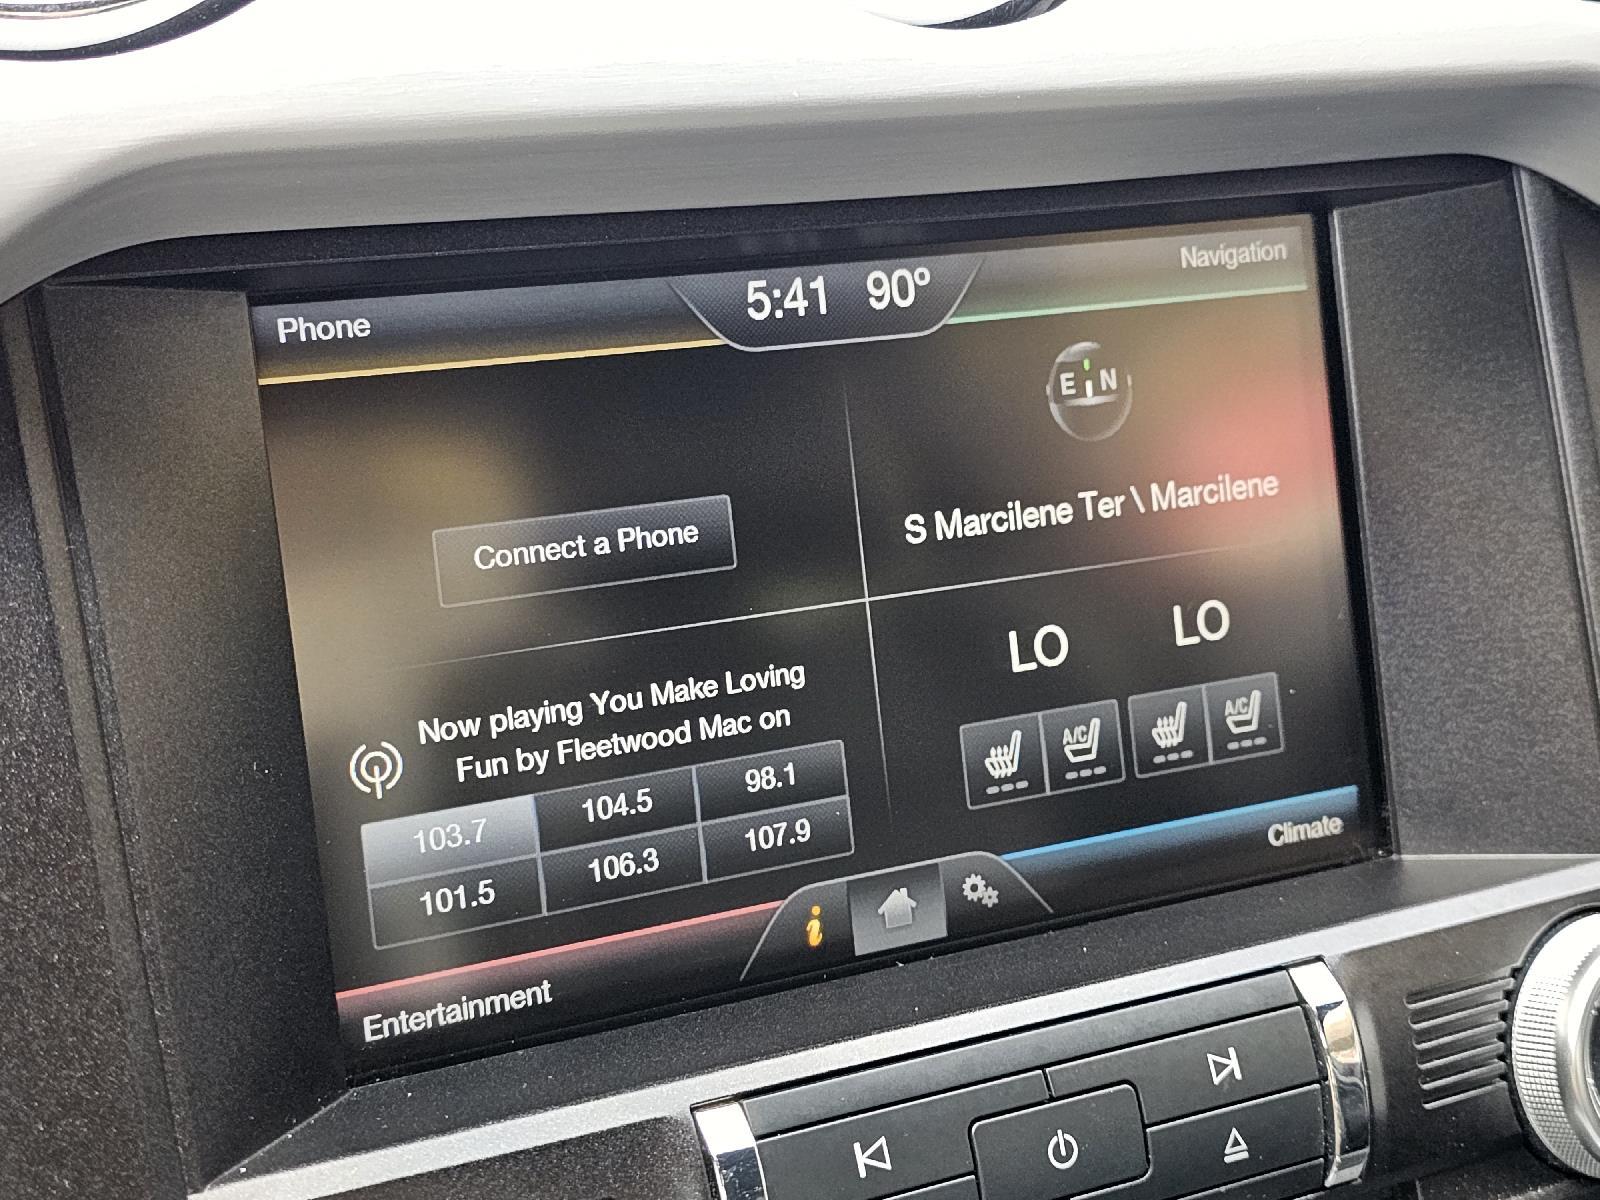 Phone
5:41 90°
Navigation
E N
Connect a Phone
S Marcilene Ter \ Marcilene
LO LO
Now playing You Make Loving
Fun by Fleetwood Mac on
A/C A/C
103.7 104.5 98.1
101.5 106.3 107.9
i
Climate
Entertainment